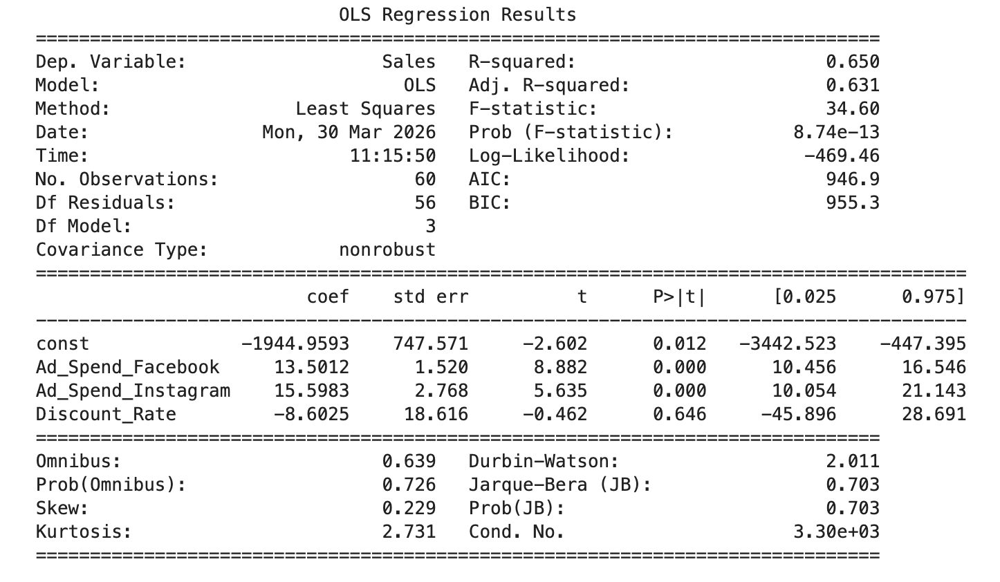 OLS Regression Results
==============================================================================
Dep. Variable:                  Sales   R-squared:                       0.650
Model:                            OLS   Adj. R-squared:                  0.631
Method:                 Least Squares   F-statistic:                     34.60
Date:                Mon, 30 Mar 2026   Prob (F-statistic):           8.74e-13
Time:                        11:15:50   Log-Likelihood:                -469.46
No. Observations:                  60   AIC:                             946.9
Df Residuals:                      56   BIC:                             955.3
Df Model:                           3
Covariance Type:            nonrobust
======================================================================================
                         coef    std err          t      P>|t|      [0.025      0.975]
--------------------------------------------------------------------------------------
const              -1944.9593    747.571     -2.602      0.012   -3442.523    -447.395
Ad_Spend_Facebook     13.5012      1.520      8.882      0.000      10.456      16.546
Ad_Spend_Instagram    15.5983      2.768      5.635      0.000      10.054      21.143
Discount_Rate         -8.6025     18.616     -0.462      0.646     -45.896      28.691
==============================================================================
Omnibus:                        0.639   Durbin-Watson:                   2.011
Prob(Omnibus):                  0.726   Jarque-Bera (JB):                0.703
Skew:                           0.229   Prob(JB):                        0.703
Kurtosis:                       2.731   Cond. No.                     3.30e+03
==============================================================================